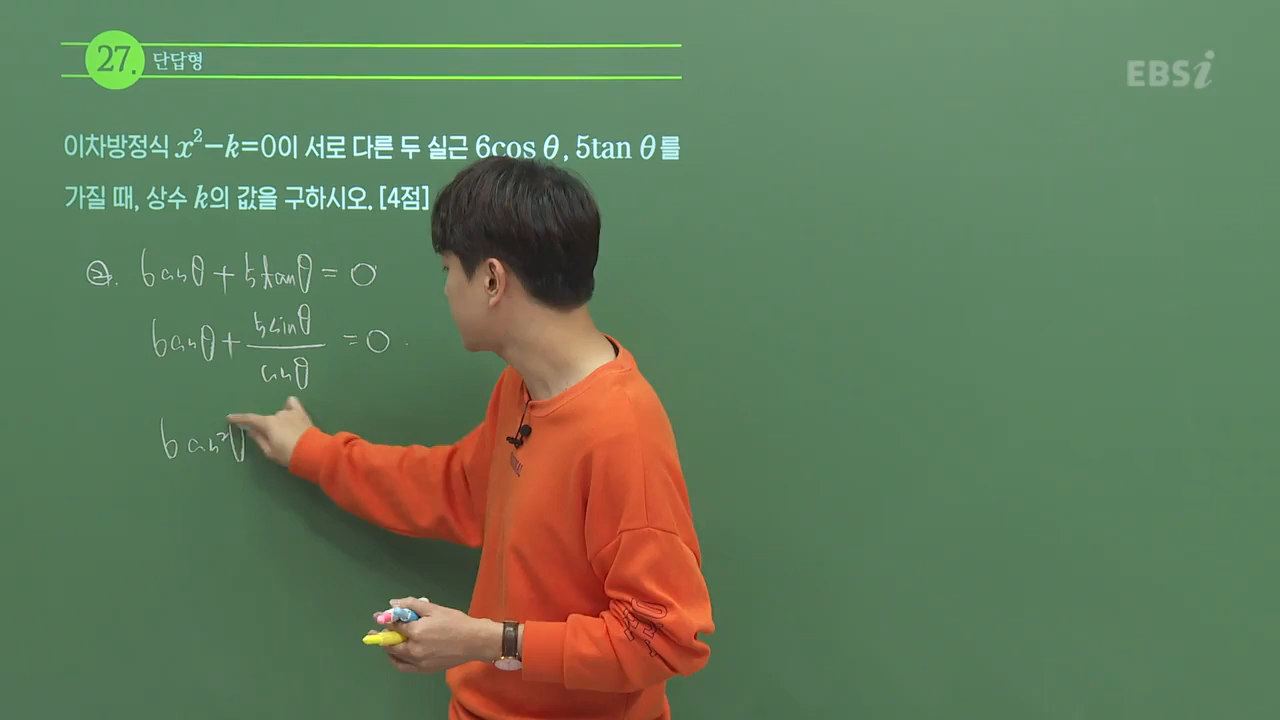 27. 단답형
EBSi
이차방정식 x²−k=0이 서로 다른 두 실근 6cos θ, 5tan θ를
가질 때, 상수 k의 값을 구하시오. [4점]
6cosθ + 5tanθ = 0
6cosθ + 5sinθ/cosθ = 0
6cos²θ